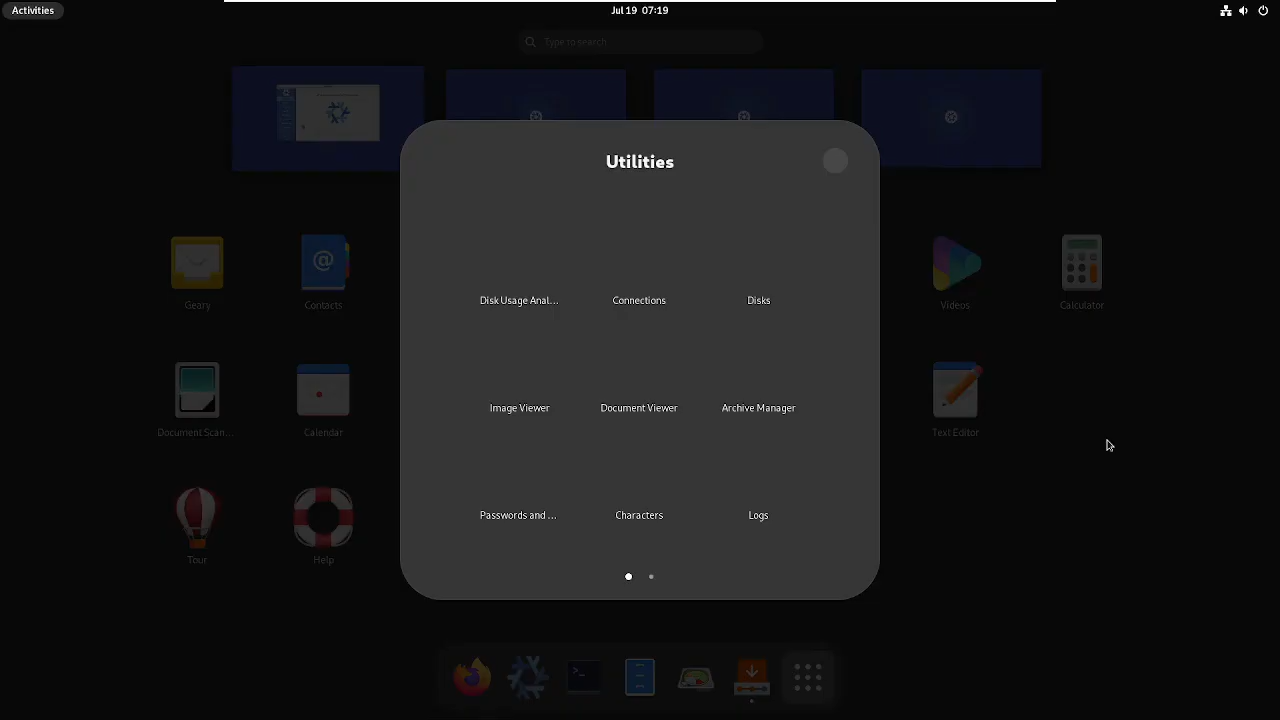 Activities
Jul 19 07:19
Type to search
Utilities
Disk Usage Anal...
Connections
Disks
Geary
Contacts
Videos
Calculator
Image Viewer
Document Viewer
Archive Manager
Document Scan...
Calendar
Text Editor
Passwords and ...
Characters
Logs
Tour
Help